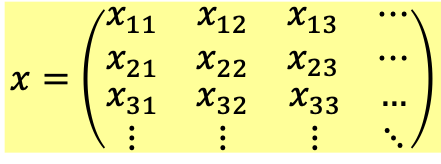 x₁₁ x₁₂ x₁₃ ⋯
x₂₁ x₂₂ x₂₃ ⋯
x = x₃₁ x₃₂ x₃₃ …
⋮ ⋮ ⋮ ⋱